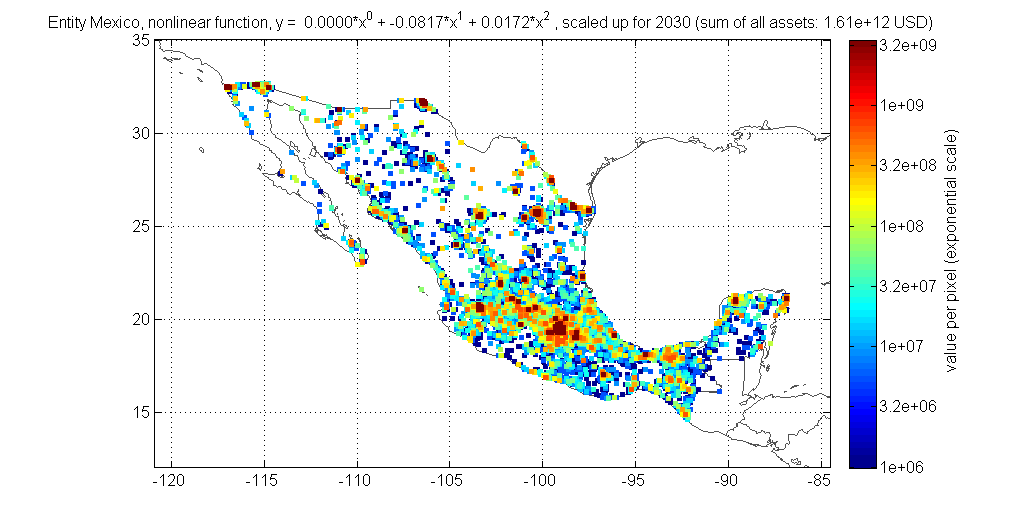 Entity Mexico, nonlinear function, y = 0.0000*x^0 + -0.0817*x^1 + 0.0172*x^2 , scaled up for 2030 (sum of all assets: 1.61e+12 USD)
35
30
25
20
15
-120
-115
-110
-105
-100
-95
-90
-85
3.2e+09
1e+09
3.2e+08
1e+08
3.2e+07
1e+07
3.2e+06
1e+06
value per pixel (exponential scale)